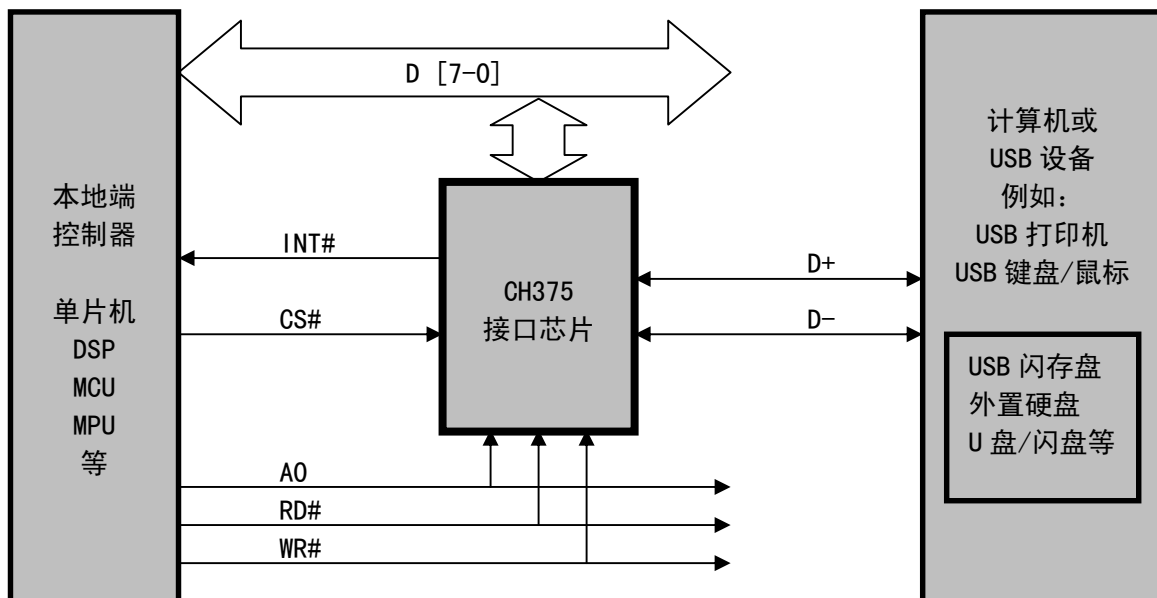 D [7-0]
本地端
控制器
单片机
DSP
MCU
MPU
等
INT#
CS#
A0
RD#
WR#
CH375
接口芯片
D+
D-
计算机或
USB 设备
例如:
USB 打印机
USB 键盘/鼠标
USB 闪存盘
外置硬盘
U 盘/闪盘等